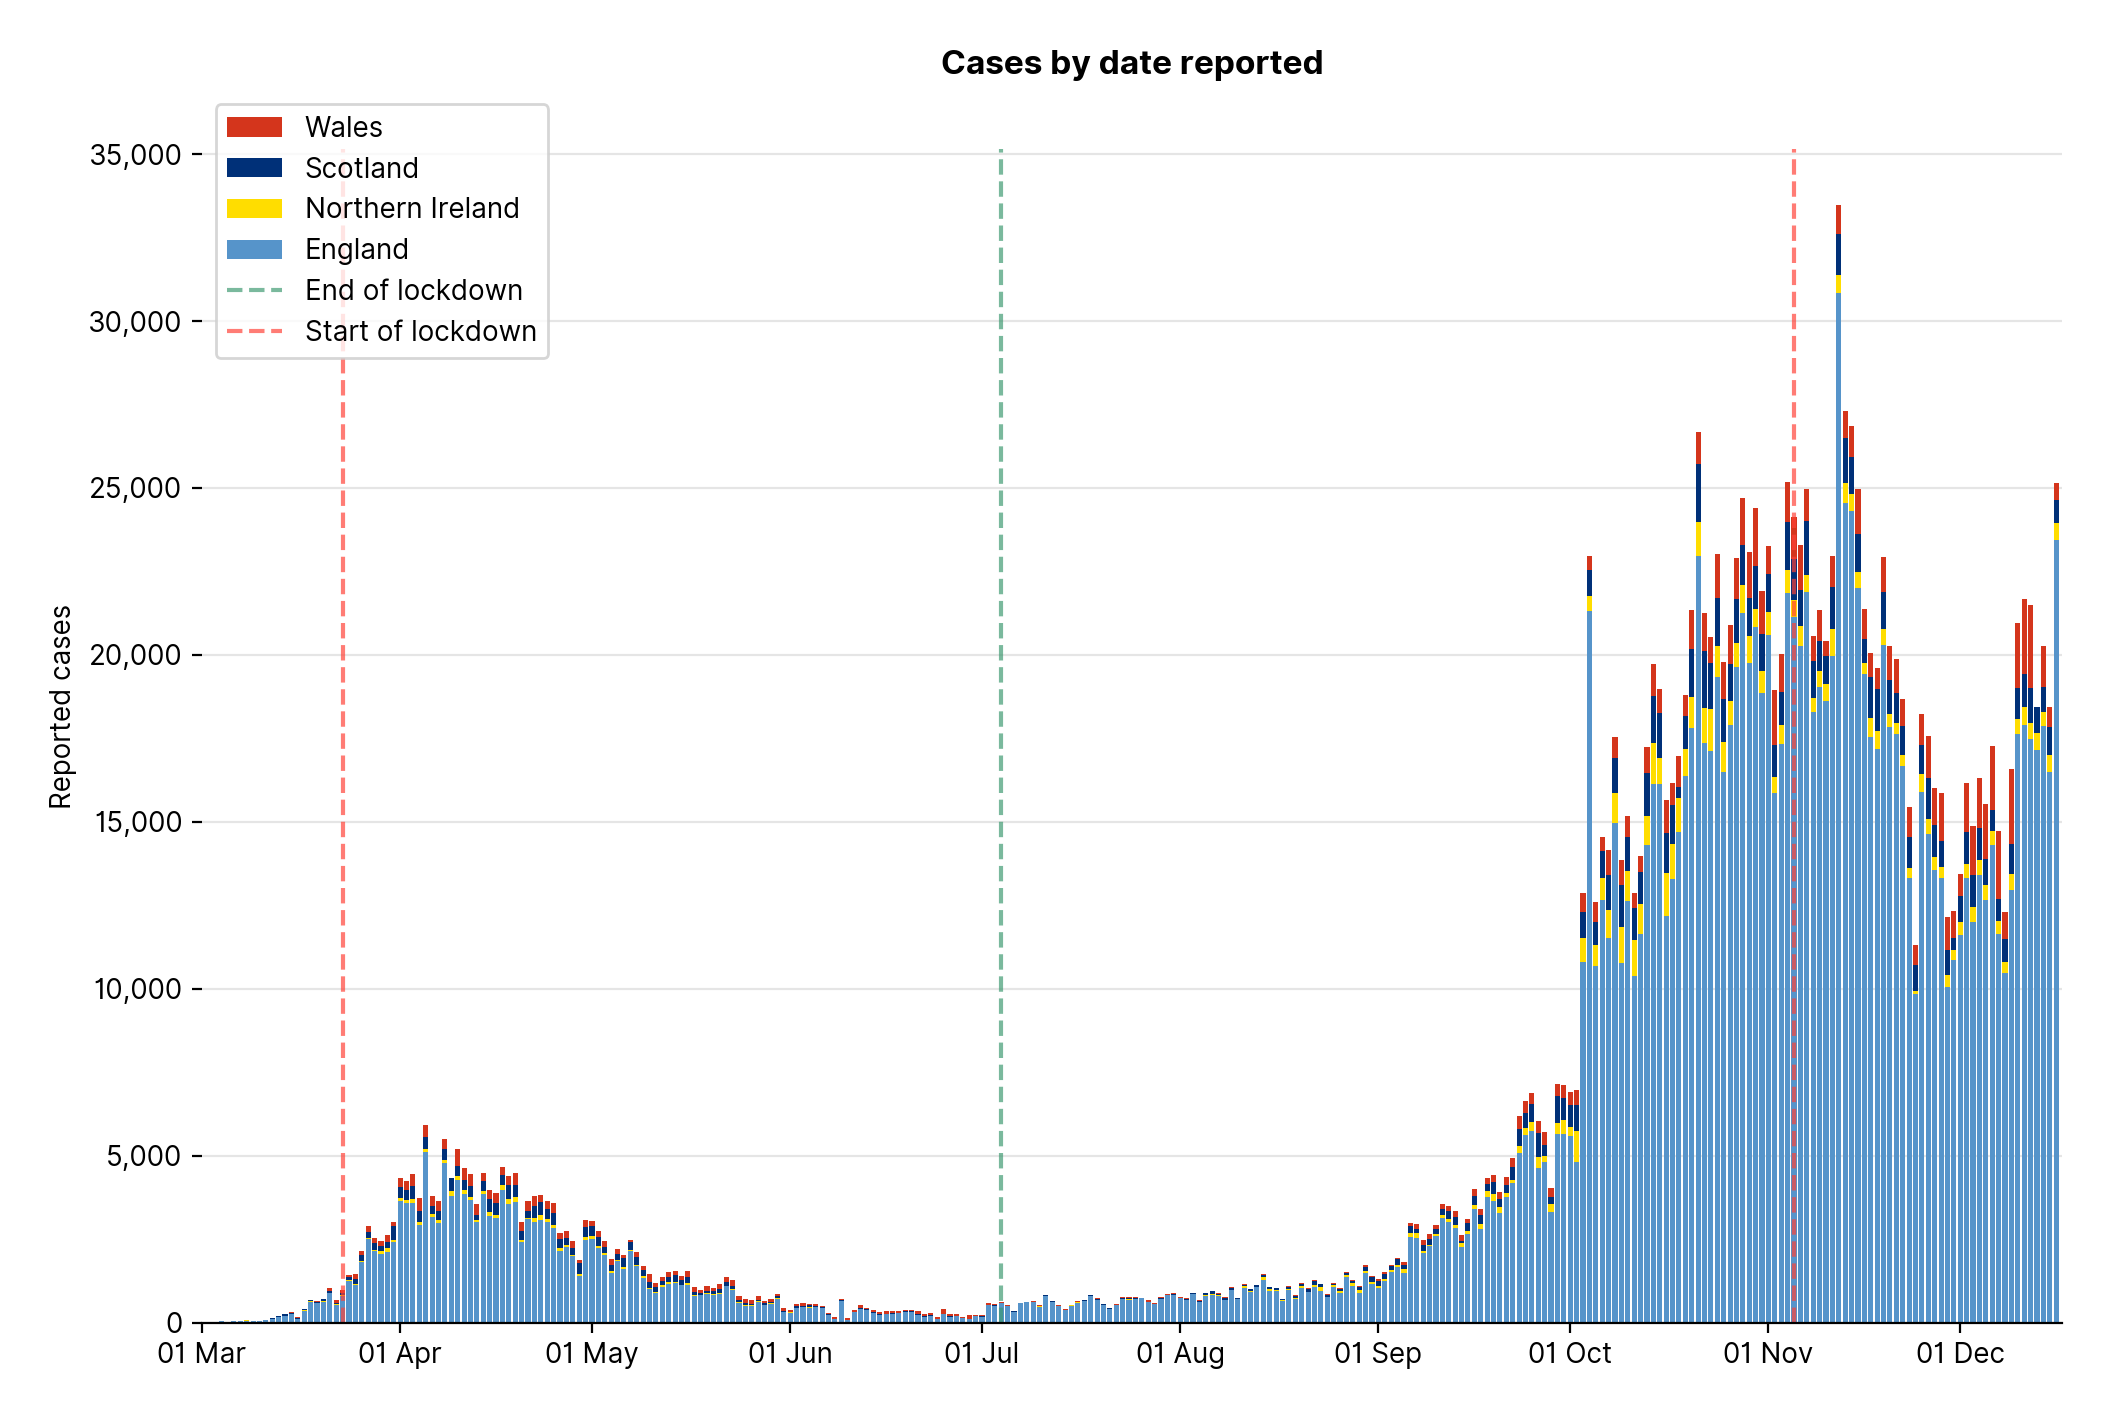 Cases by date reported
Wales
Scotland
Northern Ireland
England
End of lockdown
Start of lockdown
Reported cases
35,000
30,000
25,000
20,000
15,000
10,000
5,000
0
01 Mar
01 Apr
01 May
01 Jun
01 Jul
01 Aug
01 Sep
01 Oct
01 Nov
01 Dec